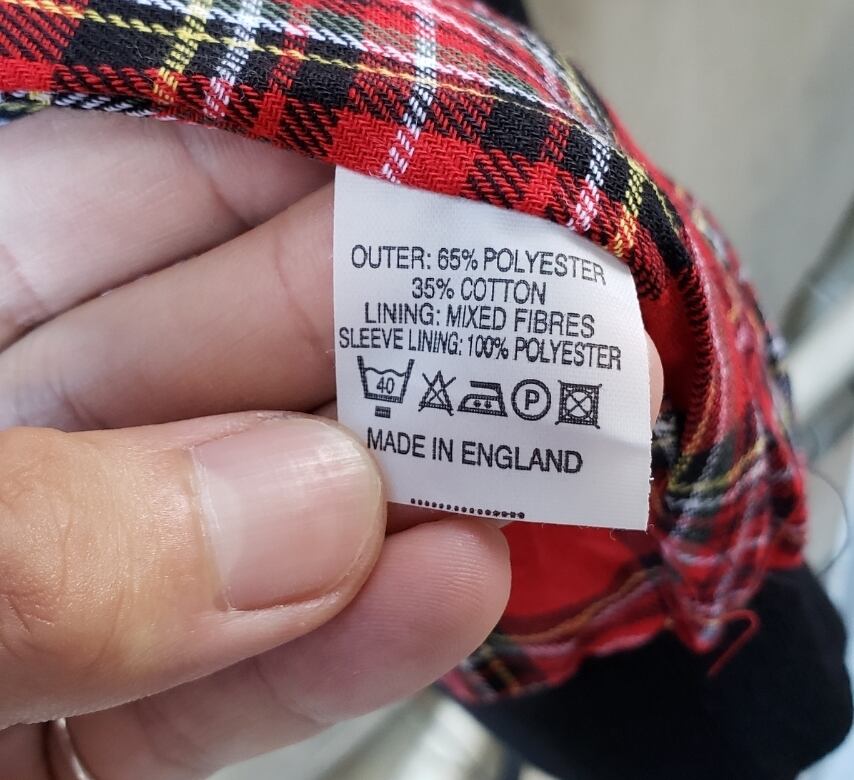 OUTER: 65% POLYESTER
35% COTTON
LINING: MIXED FIBRES
SLEEVE LINING: 100% POLYESTER
40 P
MADE IN ENGLAND